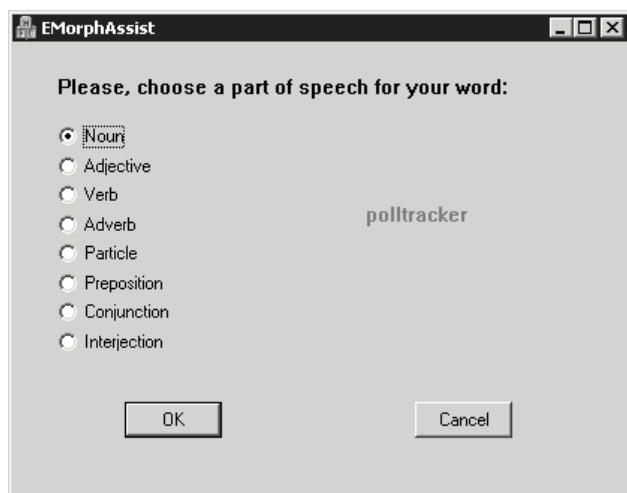 EMorphAssist
Please, choose a part of speech for your word:
Noun
Adjective
Verb
Adverb
Particle
Preposition
Conjunction
Interjection
polltracker
OK
Cancel